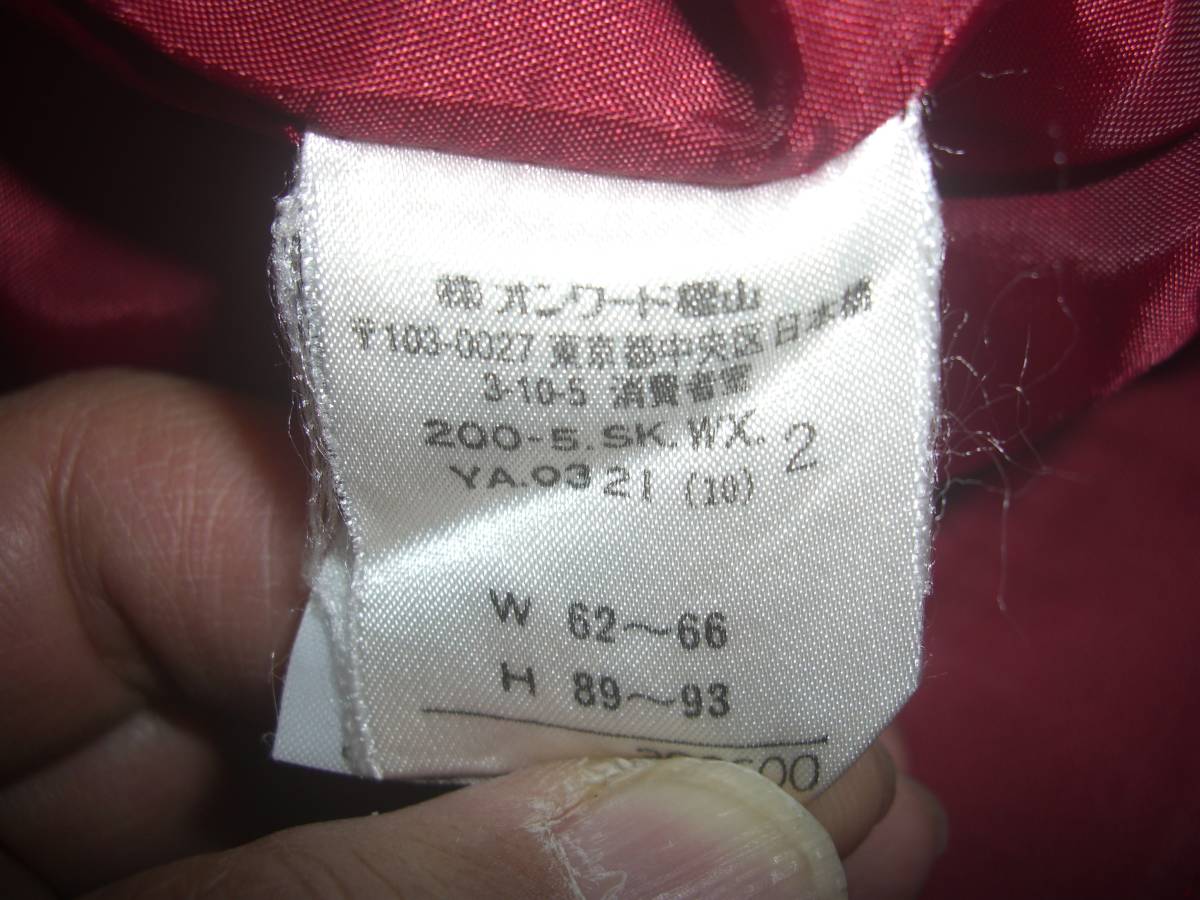 ㈱オンワード樫山
〒103-0027 東京都中央区日本橋
3-10-5 消費者室
200-5.SK.WX. 2
YA.0321 (10)
W 62～66
H 89～93